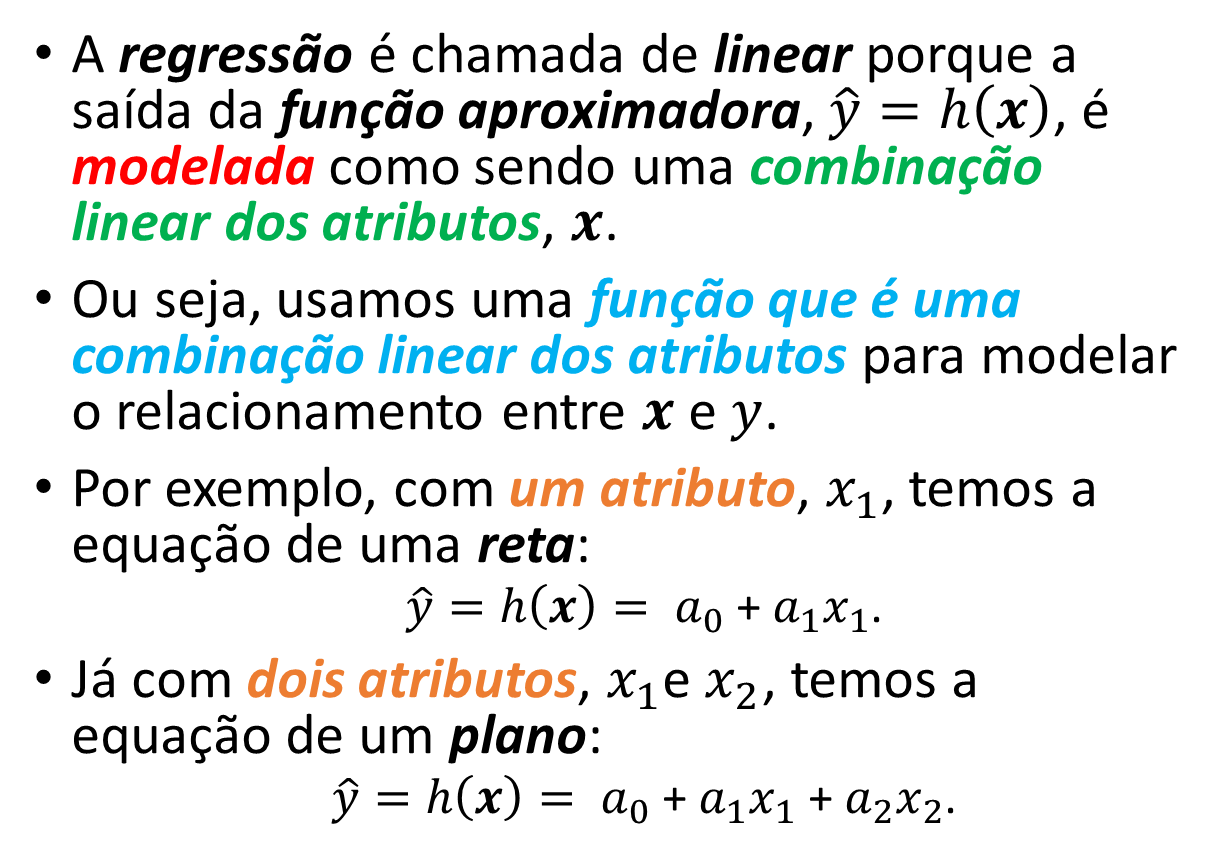 • A regressão é chamada de linear porque a
saída da função aproximadora, ŷ = h(x), é
modelada como sendo uma combinação
linear dos atributos, x.
• Ou seja, usamos uma função que é uma
combinação linear dos atributos para modelar
o relacionamento entre x e y.
• Por exemplo, com um atributo, x₁, temos a
equação de uma reta:
ŷ = h(x) = a₀ + a₁x₁.
• Já com dois atributos, x₁e x₂, temos a
equação de um plano:
ŷ = h(x) = a₀ + a₁x₁ + a₂x₂.